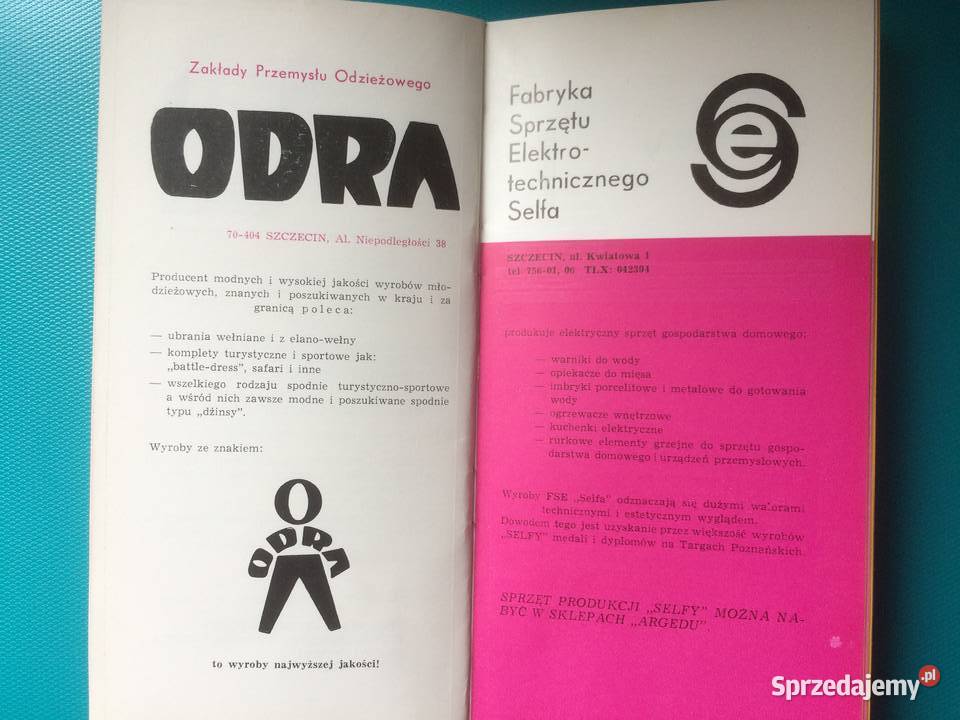 Zakłady Przemysłu Odzieżowego
ODRA
70-404 SZCZECIN, Al. Niepodległości 38
Producent modnych i wysokiej jakości wyrobów mło-
dzieżowych, znanych i poszukiwanych w kraju i za
granicą poleca:
— ubrania wełniane i z elano-wełny
— komplety turystyczne i sportowe jak:
„battle-dress", safari i inne
— wszelkiego rodzaju spodnie turystyczno-sportowe
a wśród nich zawsze modne i poszukiwane spodnie
typu „dżinsy".
Wyroby ze znakiem:
O
ODRA
to wyroby najwyższej jakości!
Fabryka
Sprzętu
Elektro-
technicznego
Selfa
e
SZCZECIN, ul. Kwiatowa 1
tel 756-01, 06 TLX: 042394
produkuje elektryczny sprzęt gospodarstwa domowego:
— warniki do wody
— opiekacze do mięsa
— imbryki porcelitowe i metalowe do gotowania
wody
— ogrzewacze wnętrzowe
— kuchenki elektryczne
— rurkowe elementy grzejne do sprzętu gospo-
darstwa domowego i urządzeń przemysłowych.
Wyroby FSE „Selfa" odznaczają się dużymi walorami
technicznymi i estetycznym wyglądem.
Dowodem tego jest uzyskanie przez większość wyrobów
„SELFY" medali i dyplomów na Targach Poznańskich.
SPRZĘT PRODUKCJI „SELFY" MOŻNA NA-
BYĆ W SKLEPACH „ARGEDU".
Sprzedajemy.pl